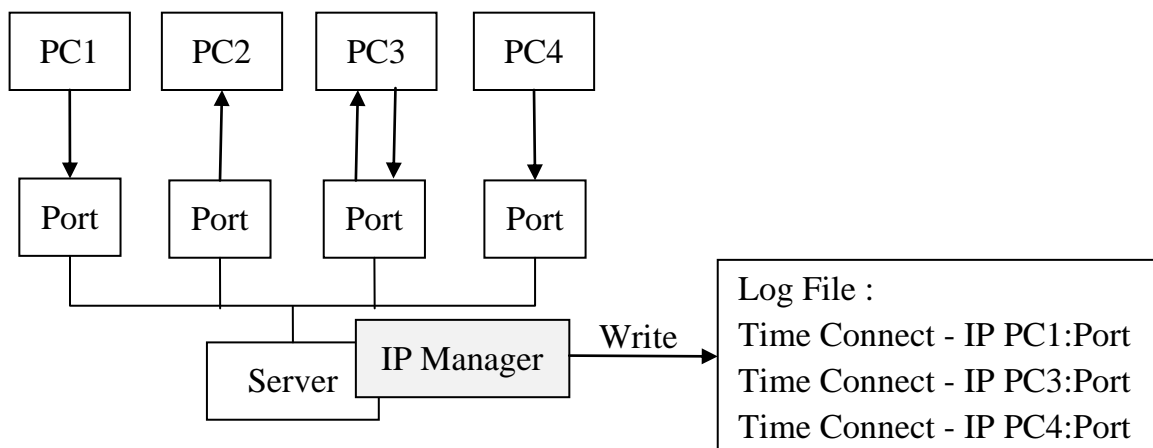 PC1
PC2
PC3
PC4
Port
Port
Port
Port
Server
IP Manager
Write
Log File :
Time Connect - IP PC1:Port
Time Connect - IP PC3:Port
Time Connect - IP PC4:Port